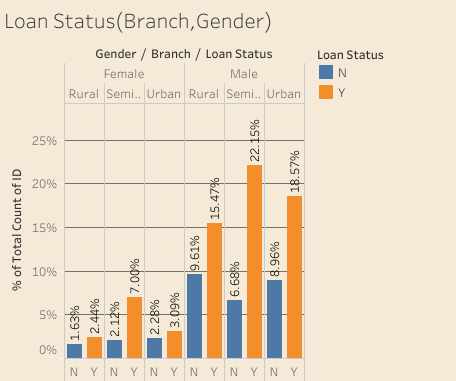 Loan Status(Branch,Gender)
Gender / Branch / Loan Status
Loan Status
N
Y
Female Male
Rural Semi.. Urban Rural Semi.. Urban
% of Total Count of ID
25%
20%
15%
10%
5%
0%
1.63% 2.44% 2.12% 7.00% 2.28% 3.09% 9.61% 15.47% 6.68% 22.15% 8.96% 18.57%
N Y N Y N Y N Y N Y N Y